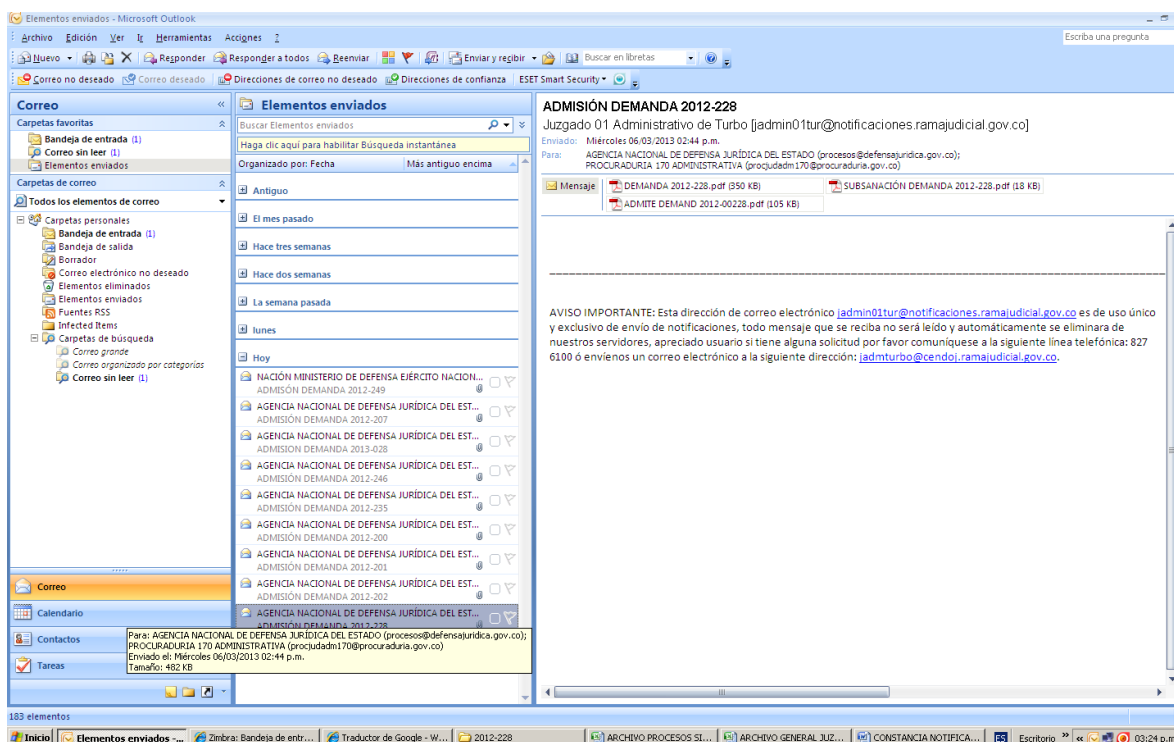 Elementos enviados - Microsoft Outlook
Archivo Edición Ver Ir Herramientas Acciones ?
Escriba una pregunta
Nuevo Responder Responder a todos Reenviar Enviar y recibir Buscar en libretas
Correo no deseado Correo deseado Direcciones de correo no deseado Direcciones de confianza ESET Smart Security
Correo
Carpetas favoritas
Bandeja de entrada (1)
Correo sin leer (1)
Elementos enviados
Carpetas de correo
Todos los elementos de correo
Carpetas personales
Bandeja de entrada (1)
Bandeja de salida
Borrador
Correo electrónico no deseado
Elementos eliminados
Elementos enviados
Fuentes RSS
Infected Items
Carpetas de búsqueda
Correo grande
Correo organizado por categorías
Correo sin leer (1)
Correo
Calendario
Contactos
Tareas
Elementos enviados
Buscar Elementos enviados
Haga clic aquí para habilitar Búsqueda instantánea
Organizado por: Fecha Más antiguo encima
Antiguo
El mes pasado
Hace tres semanas
Hace dos semanas
La semana pasada
lunes
Hoy
NACIÓN MINISTERIO DE DEFENSA EJÉRCITO NACION...
ADMISÓN DEMANDA 2012-249
AGENCIA NACIONAL DE DEFENSA JURÍDICA DEL EST...
ADMISIÓN DEMANDA 2012-207
AGENCIA NACIONAL DE DEFENSA JURÍDICA DEL EST...
ADMISION DEMANDA 2013-028
AGENCIA NACIONAL DE DEFENSA JURÍDICA DEL EST...
ADMISIÓN DEMANDA 2012-246
AGENCIA NACIONAL DE DEFENSA JURÍDICA DEL EST...
ADMISIÓN DEMANDA 2012-235
AGENCIA NACIONAL DE DEFENSA JURÍDICA DEL EST...
ADMISIÓN DEMANDA 2012-200
AGENCIA NACIONAL DE DEFENSA JURÍDICA DEL EST...
ADMISIÓN DEMANDA 2012-201
AGENCIA NACIONAL DE DEFENSA JURÍDICA DEL EST...
ADMISIÓN DEMANDA 2012-202
AGENCIA NACIONAL DE DEFENSA JURÍDICA DEL EST...
ADMISIÓN DEMANDA 2012-228
Para: AGENCIA NACIONAL DE DEFENSA JURÍDICA DEL ESTADO (procesos@defensajuridica.gov.co);
PROCURADURIA 170 ADMINISTRATIVA (procjudadm170@procuraduria.gov.co)
Enviado el: Miércoles 06/03/2013 02:44 p.m.
Tamaño: 482 KB
ADMISIÓN DEMANDA 2012-228
Juzgado 01 Administrativo de Turbo [jadmin01tur@notificaciones.ramajudicial.gov.co]
Enviado: Miércoles 06/03/2013 02:44 p.m.
Para: AGENCIA NACIONAL DE DEFENSA JURÍDICA DEL ESTADO (procesos@defensajuridica.gov.co);
PROCURADURIA 170 ADMINISTRATIVA (procjudadm170@procuraduria.gov.co)
Mensaje DEMANDA 2012-228.pdf (350 KB) SUBSANACIÓN DEMANDA 2012-228.pdf (18 KB)
ADMITE DEMAND 2012-00228.pdf (105 KB)
AVISO IMPORTANTE: Esta dirección de correo electrónico jadmin01tur@notificaciones.ramajudicial.gov.co es de uso único
y exclusivo de envío de notificaciones, todo mensaje que se reciba no será leído y automáticamente se eliminara de
nuestros servidores, apreciado usuario si tiene alguna solicitud por favor comuníquese a la siguiente línea telefónica: 827
6100 ó envíenos un correo electrónico a la siguiente dirección: jadmturbo@cendoj.ramajudicial.gov.co.
183 elementos
Inicio Elementos enviados -... Zimbra: Bandeja de entr... Traductor de Google - W... 2012-228 ARCHIVO PROCESOS SI... ARCHIVO GENERAL JUZ... CONSTANCIA NOTIFICA... ES Escritorio » « 03:24 p.m.